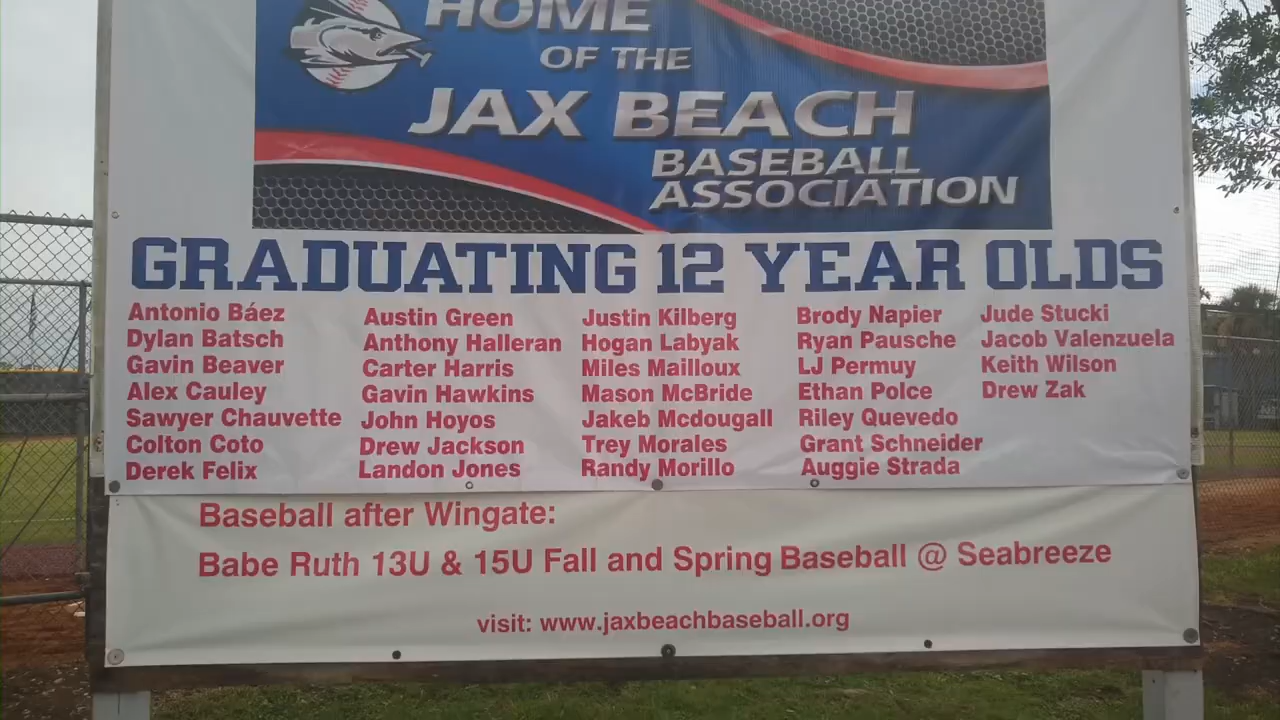 HOME
OF THE
JAX BEACH
BASEBALL
ASSOCIATION
GRADUATING 12 YEAR OLDS
Antonio Báez
Dylan Batsch
Gavin Beaver
Alex Cauley
Sawyer Chauvette
Colton Coto
Derek Felix
Austin Green
Anthony Halleran
Carter Harris
Gavin Hawkins
John Hoyos
Drew Jackson
Landon Jones
Justin Kilberg
Hogan Labyak
Miles Mailloux
Mason McBride
Jakeb Mcdougall
Trey Morales
Randy Morillo
Brody Napier
Ryan Pausche
LJ Permuy
Ethan Polce
Riley Quevedo
Grant Schneider
Auggie Strada
Jude Stucki
Jacob Valenzuela
Keith Wilson
Drew Zak
Baseball after Wingate:
Babe Ruth 13U & 15U Fall and Spring Baseball @ Seabreeze
visit: www.jaxbeachbaseball.org